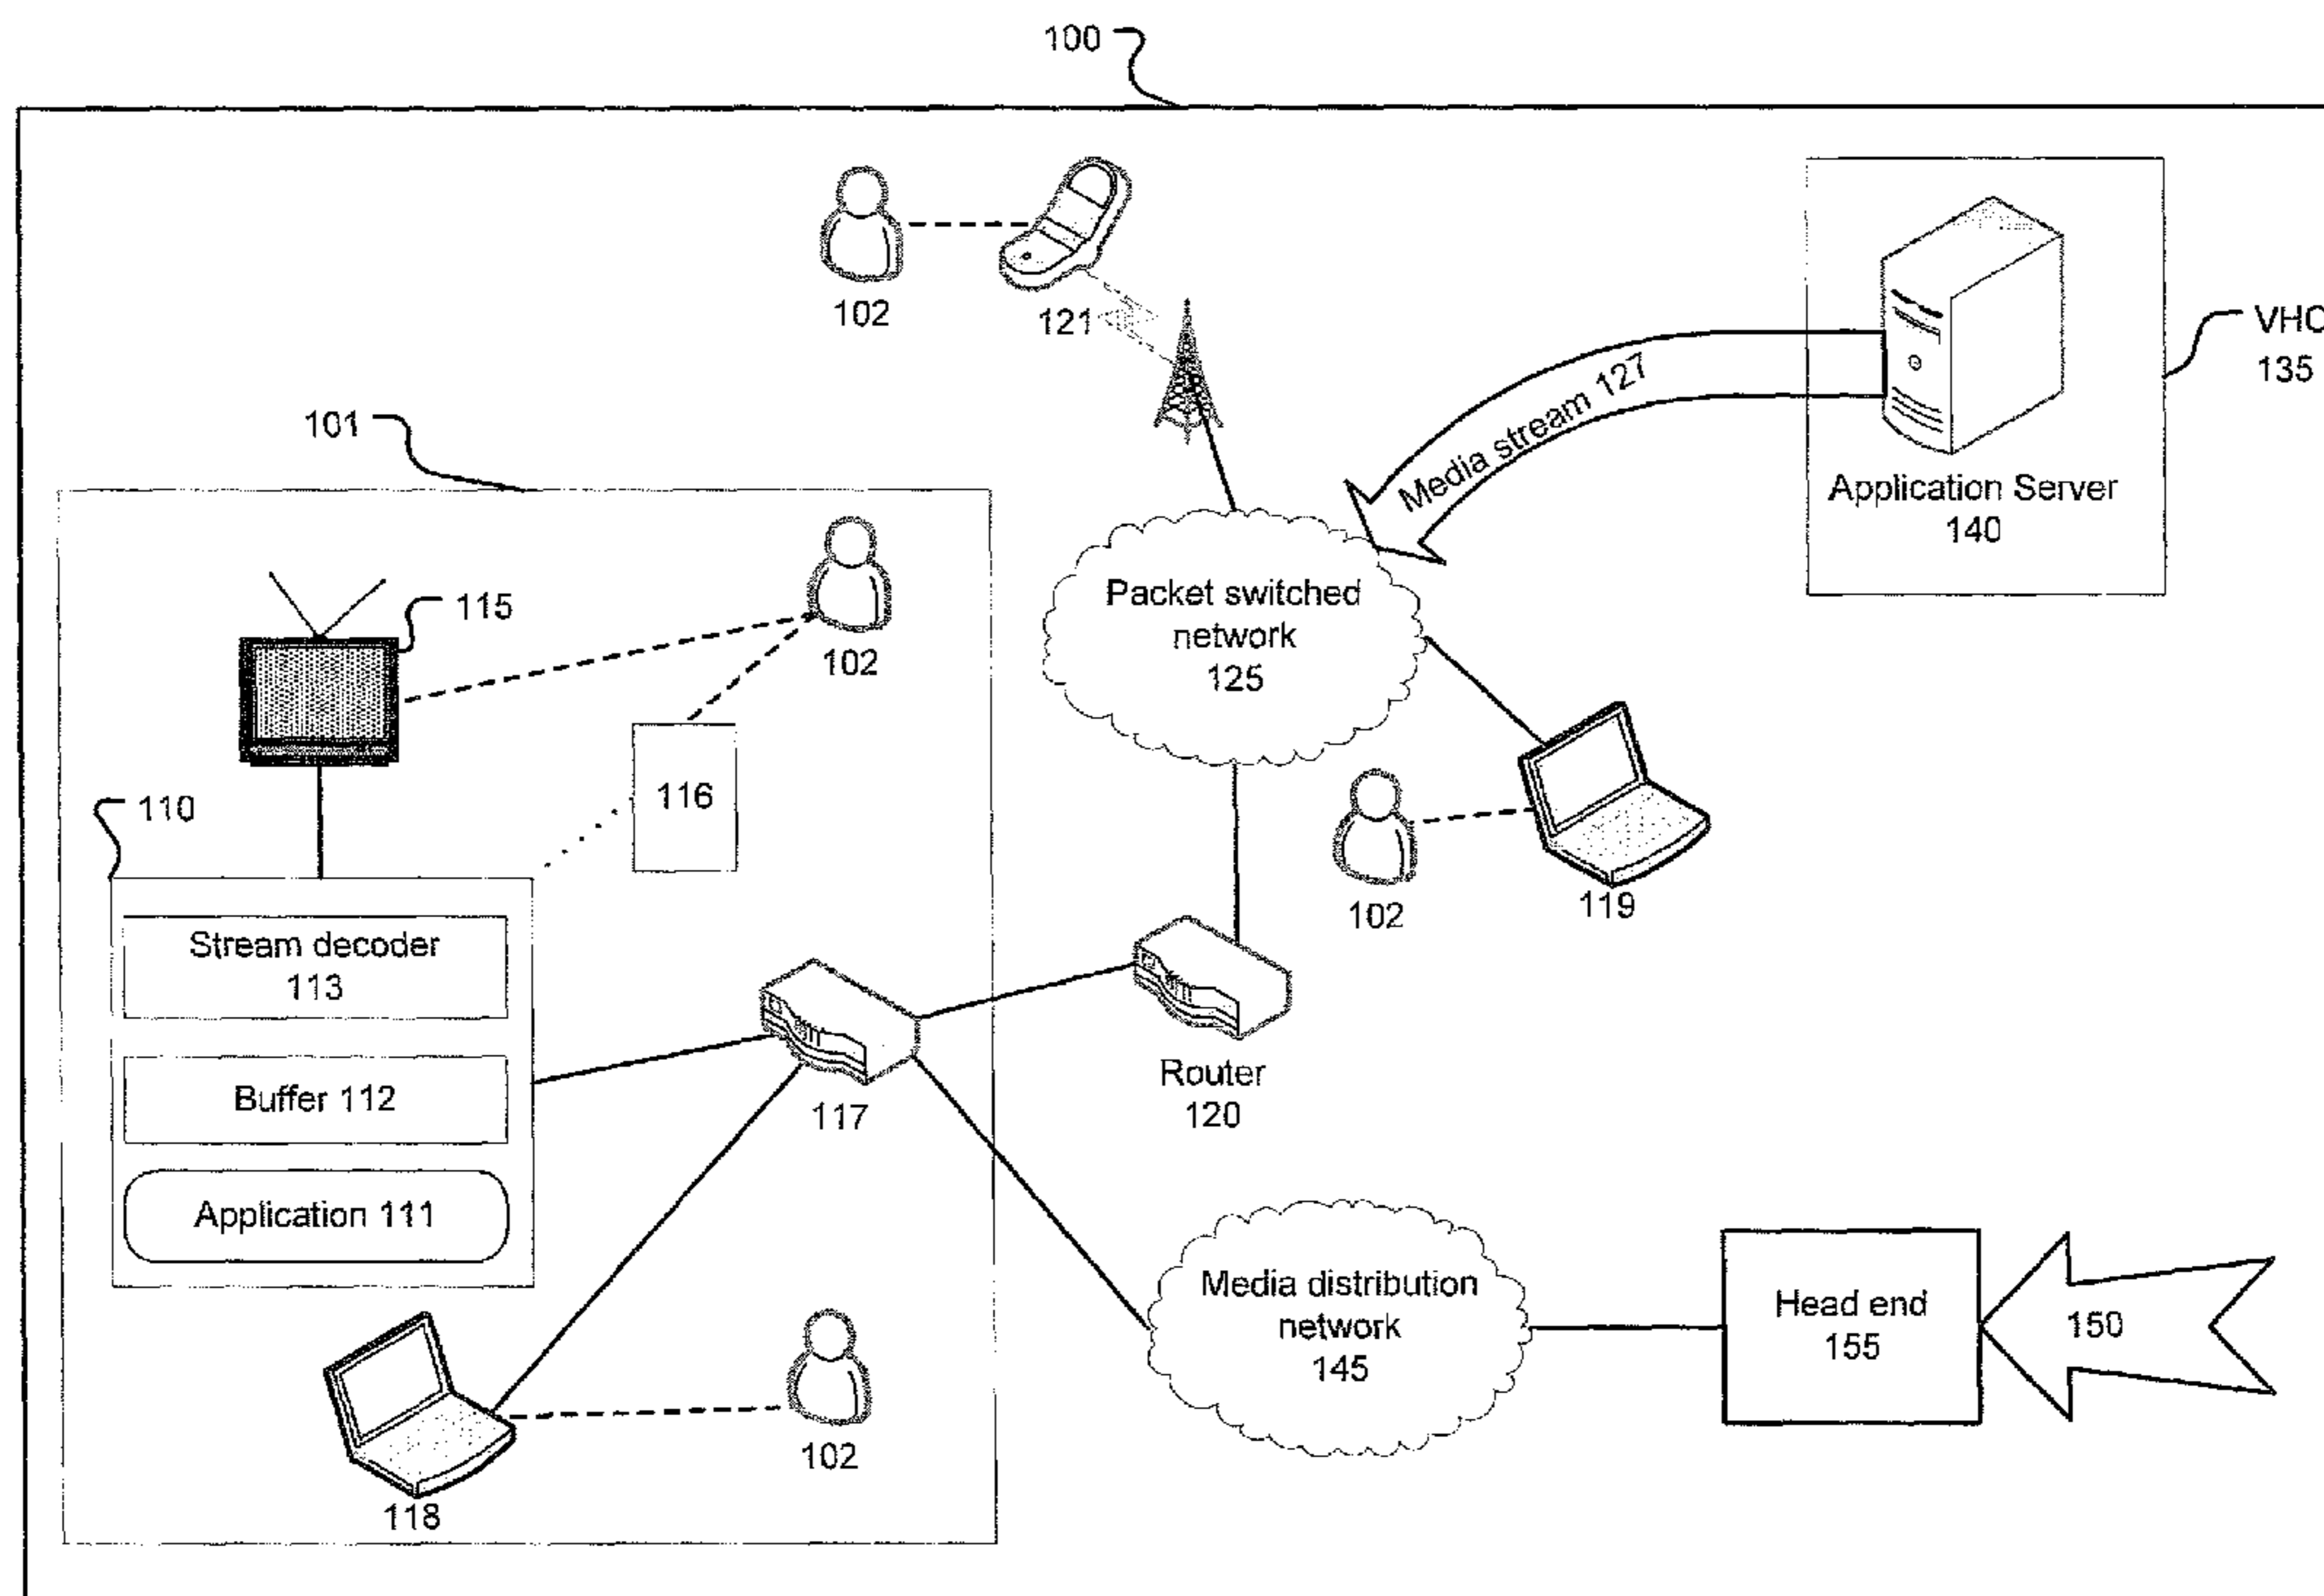 100
102
121
VHO
135
Media stream 127
Application Server
140
101
115
102
Packet switched
network
125
116
110
102
119
Stream decoder
113
Buffer 112
117
Router
120
Application 111
Media distribution
network
145
Head end
155
150
102
118